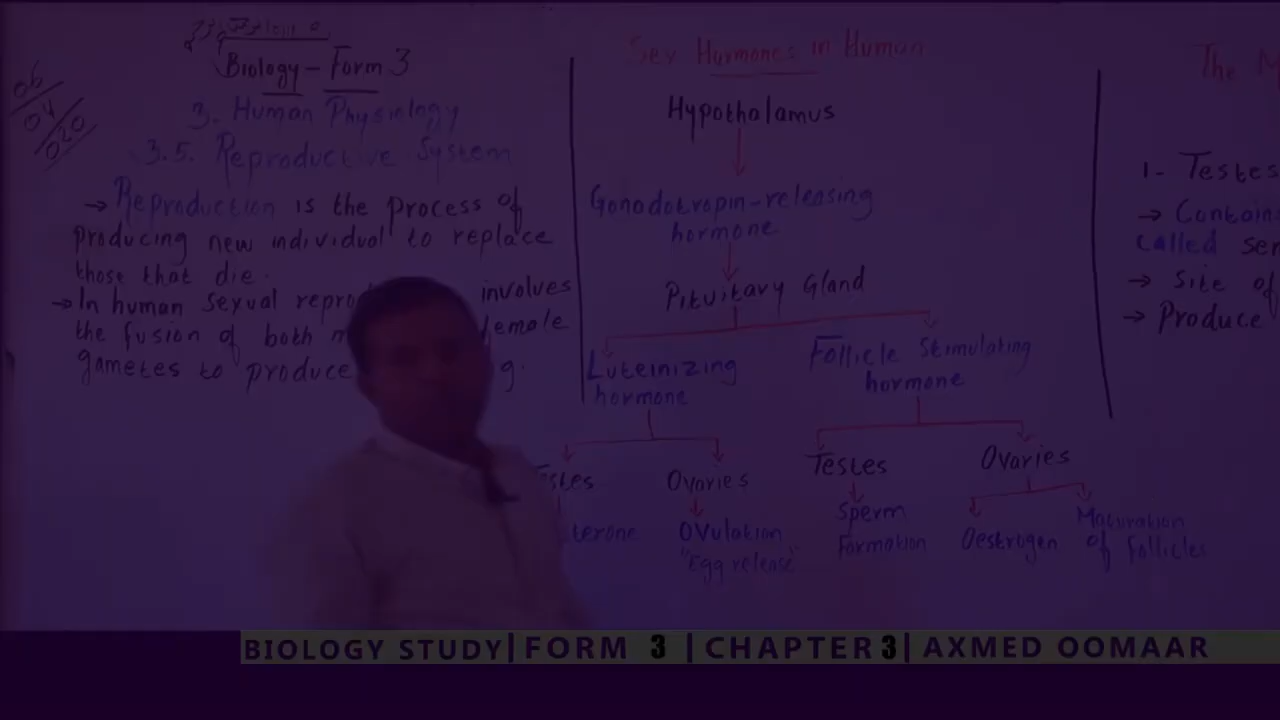 Biology - Form 3
3. Human Physiology
3.5. Reproductive System
06
04
020
→ Reproduction is the process of
producing new individual to replace
those that die.
→ In human sexual involves
the fusion of both female
gametes to produce
Sex Hormones in Human
Hypothalamus
Gonadotropin-releasing
hormone
Pituitary Gland
Luteinizing
hormone
Follicle Stimulating
hormone
Ovaries
Testes
Ovaries
Ovulation
"Egg release"
Sperm
Formation
Oestrogen
Maturation
of follicles
The
1- Testes
→
called
→ Site of
→ Produce
BIOLOGY STUDY| FORM 3 | CHAPTER 3| AXMED OOMAAR